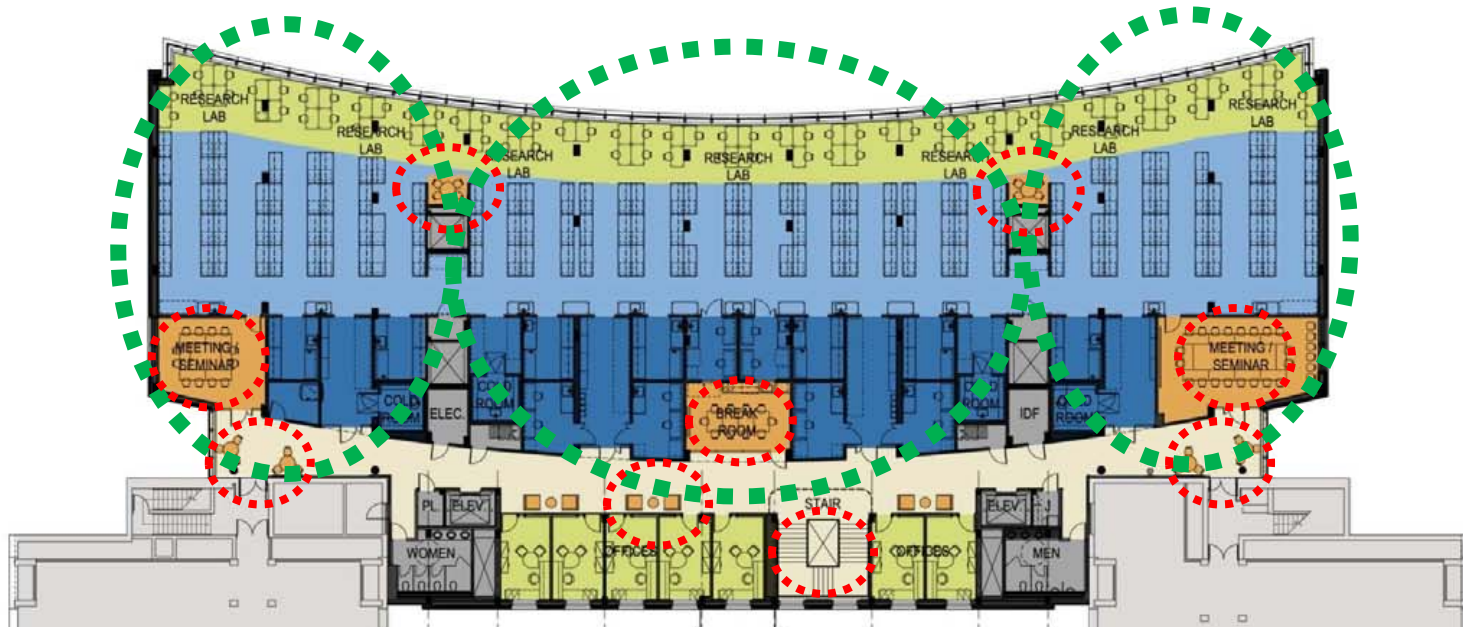 RESEARCH
LAB
RESEARCH
LAB
RESEARCH
LAB
RESEARCH
LAB
RESEARCH
LAB
RESEARCH
LAB
RESEARCH
LAB
MEETING /
SEMINAR
MEETING /
SEMINAR
COLD
ROOM
ELEC.
COLD
ROOM
BREAK
ROOM
COLD
ROOM
IDF
COLD
ROOM
PL.
ELEV.
STAIR
ELEV.
J.
WOMEN
OFFICES
OFFICES
MEN